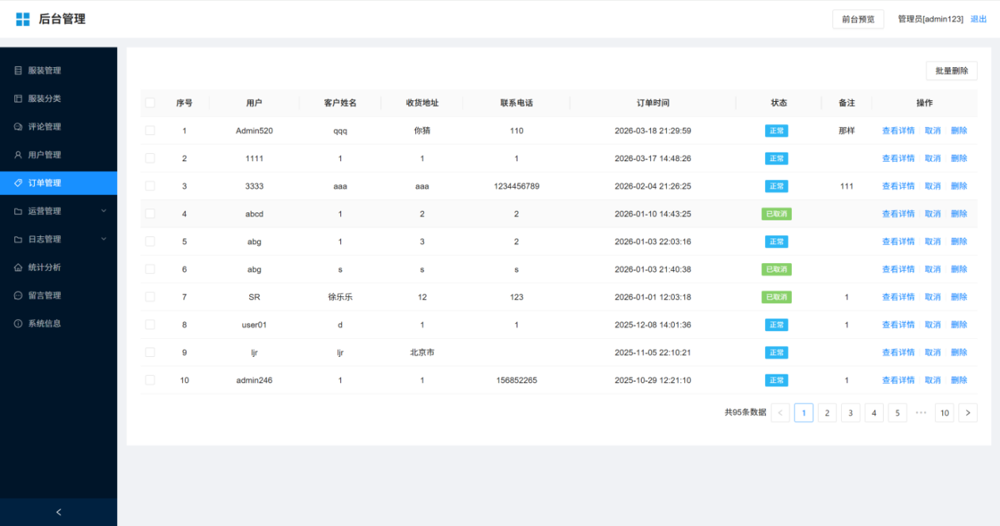 后台管理
前台预览 管理员[admin123] 退出
服装管理
服装分类
评论管理
用户管理
订单管理
运营管理
日志管理
统计分析
留言管理
系统信息
批量删除
序号 用户 客户姓名 收货地址 联系电话 订单时间 状态 备注 操作
1 Admin520 qqq 你猜 110 2026-03-18 21:29:59 正常 那样 查看详情 取消 删除
2 1111 1 1 1 2026-03-17 14:48:26 正常 查看详情 取消 删除
3 3333 aaa aaa 1234456789 2026-02-04 21:26:25 正常 111 查看详情 取消 删除
4 abcd 1 2 2 2026-01-10 14:43:25 已取消 查看详情 取消 删除
5 abg 1 3 2 2026-01-03 22:03:16 正常 查看详情 取消 删除
6 abg s s s 2026-01-03 21:40:38 已取消 查看详情 取消 删除
7 SR 徐乐乐 12 123 2026-01-01 12:03:18 已取消 1 查看详情 取消 删除
8 user01 d 1 1 2025-12-08 14:01:36 正常 1 查看详情 取消 删除
9 ljr ljr 北京市 2025-11-05 22:10:21 正常 查看详情 取消 删除
10 admin246 1 1 156852265 2025-10-29 12:21:10 正常 1 查看详情 取消 删除
共95条数据 < 1 2 3 4 5 ••• 10 >